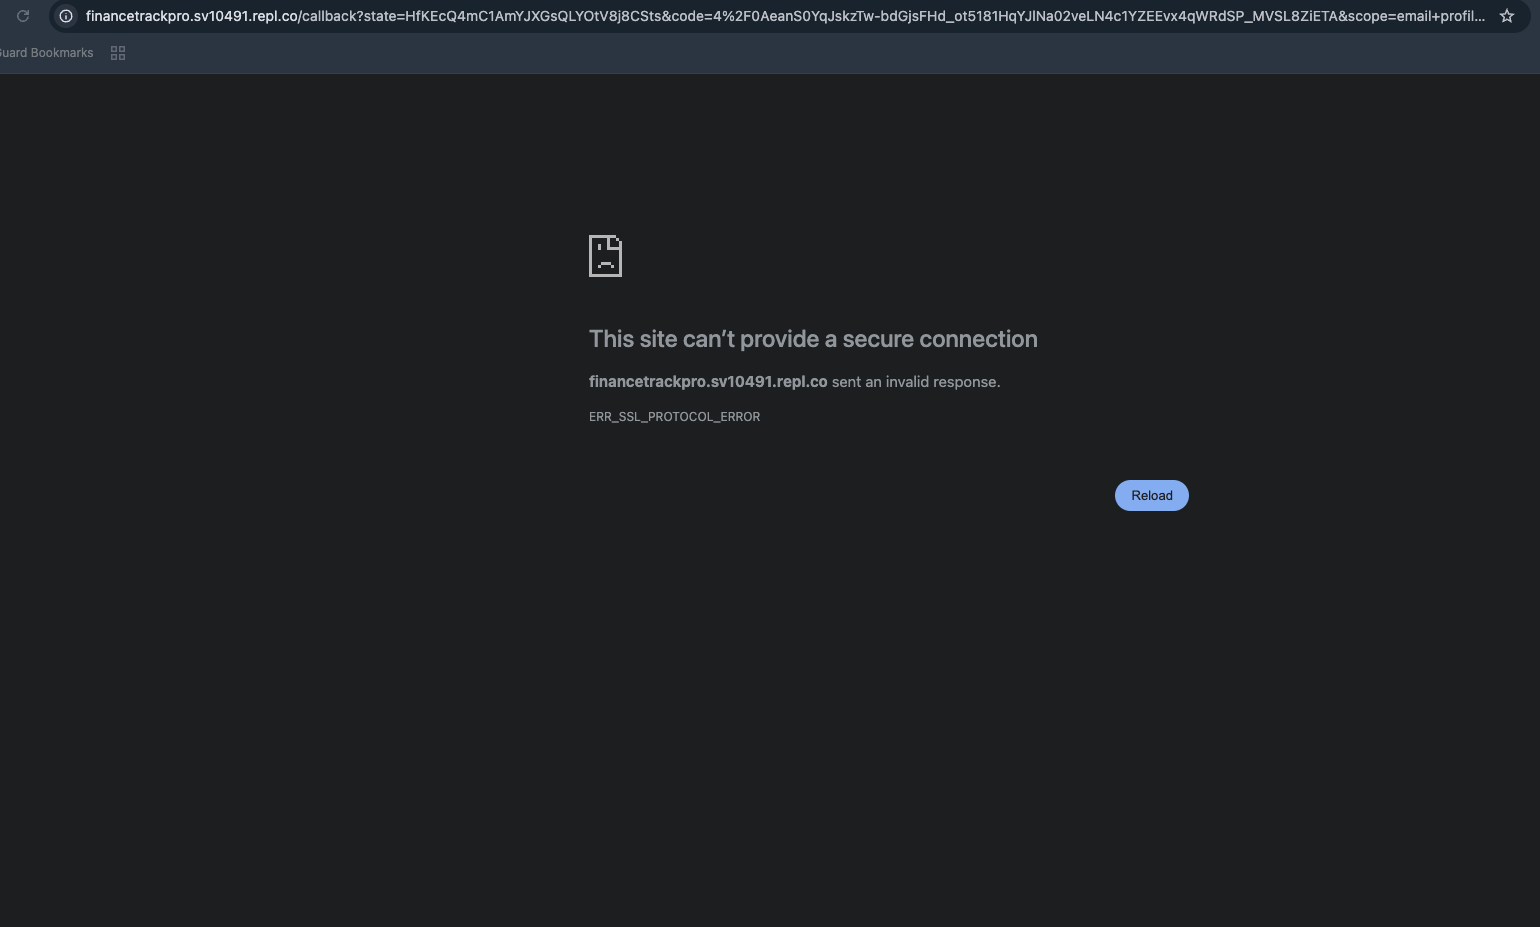 financetrackpro.sv10491.repl.co/callback?state=HfKEcQ4mC1AmYJXGsQLYOtV8j8CSts&code=4%2F0AeanS0YqJskzTw-bdGjsFHd_ot5181HqYJlNa02veLN4c1YZEEvx4qWRdSP_MVSL8ZiETA&scope=email+profil...
Guard Bookmarks
This site can’t provide a secure connection
financetrackpro.sv10491.repl.co sent an invalid response.
ERR_SSL_PROTOCOL_ERROR
Reload